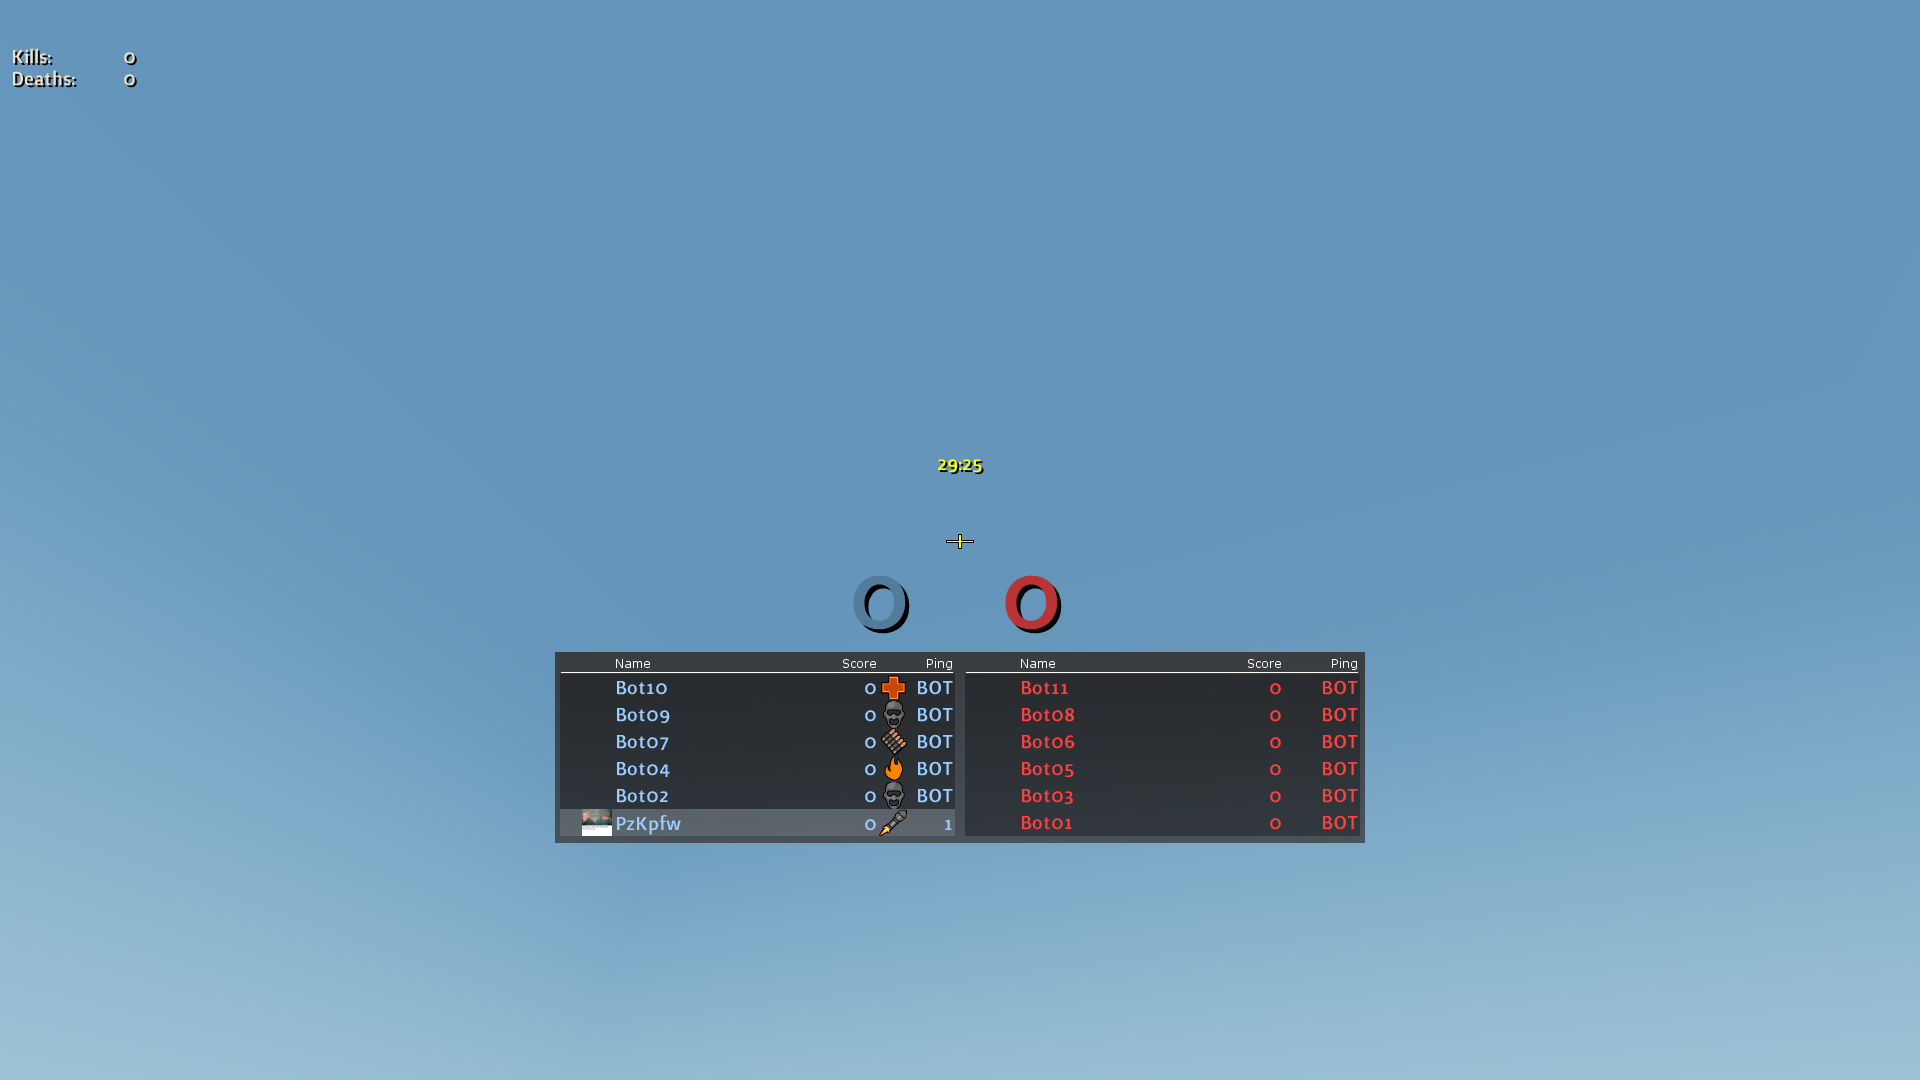 Kills: 0
Deaths: 0
29:25
0 0
Name Score Ping Name Score Ping
Bot10 0 BOT Bot11 0 BOT
Bot09 0 BOT Bot08 0 BOT
Bot07 0 BOT Bot06 0 BOT
Bot04 0 BOT Bot05 0 BOT
Bot02 0 BOT Bot03 0 BOT
PzKpfw 0 1 Bot01 0 BOT